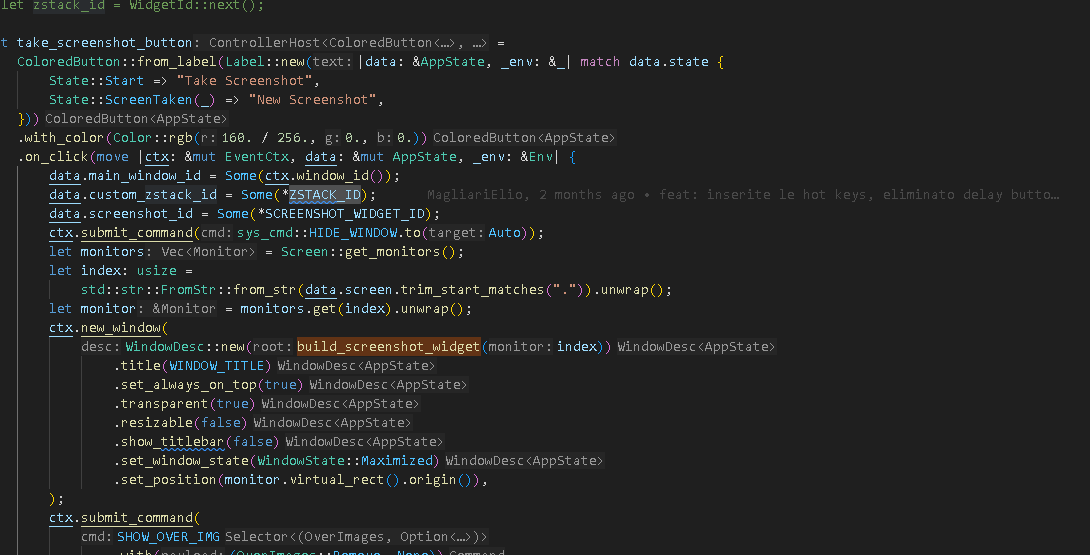 let zstack_id = WidgetId::next();
t take_screenshot_button: ControllerHost<ColoredButton<…>, …> =
ColoredButton::from_label(Label::new(text: |data: &AppState, _env: &_| match data.state {
State::Start => "Take Screenshot",
State::ScreenTaken(_) => "New Screenshot",
})) ColoredButton<AppState>
.with_color(Color::rgb(r: 160. / 256., g: 0., b: 0.)) ColoredButton<AppState>
.on_click(move |ctx: &mut EventCtx, data: &mut AppState, _env: &Env| {
data.main_window_id = Some(ctx.window_id());
data.custom_zstack_id = Some(*ZSTACK_ID); MagliariElio, 2 months ago • feat: inserite le hot keys, eliminato delay butto…
data.screenshot_id = Some(*SCREENSHOT_WIDGET_ID);
ctx.submit_command(cmd: sys_cmd::HIDE_WINDOW.to(target: Auto));
let monitors: Vec<Monitor> = Screen::get_monitors();
let index: usize =
std::str::FromStr::from_str(data.screen.trim_start_matches(".")).unwrap();
let monitor: &Monitor = monitors.get(index).unwrap();
ctx.new_window(
desc: WindowDesc::new(root: build_screenshot_widget(monitor: index)) WindowDesc<AppState>
.title(WINDOW_TITLE) WindowDesc<AppState>
.set_always_on_top(true) WindowDesc<AppState>
.transparent(true) WindowDesc<AppState>
.resizable(false) WindowDesc<AppState>
.show_titlebar(false) WindowDesc<AppState>
.set_window_state(WindowState::Maximized) WindowDesc<AppState>
.set_position(monitor.virtual_rect().origin()),
);
ctx.submit_command(
cmd: SHOW_OVER_IMG Selector<(OverImages, Option<…>)>
.with(payload: (OverImages::Remove, None)) Command